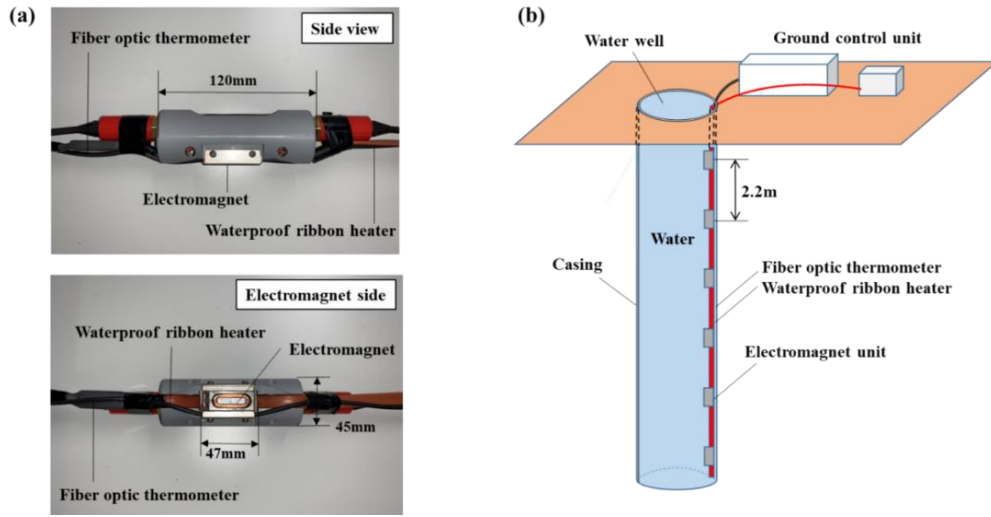 (a)
Side view
Fiber optic thermometer
120mm
Electromagnet
Waterproof ribbon heater
Electromagnet side
Waterproof ribbon heater
Electromagnet
45mm
47mm
Fiber optic thermometer
(b)
Ground control unit
Water well
2.2m
Water
Casing
Fiber optic thermometer
Waterproof ribbon heater
Electromagnet unit